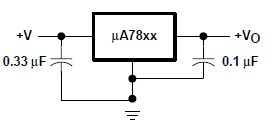 +V
µA78xx
+VO
0.33 µF
0.1 µF